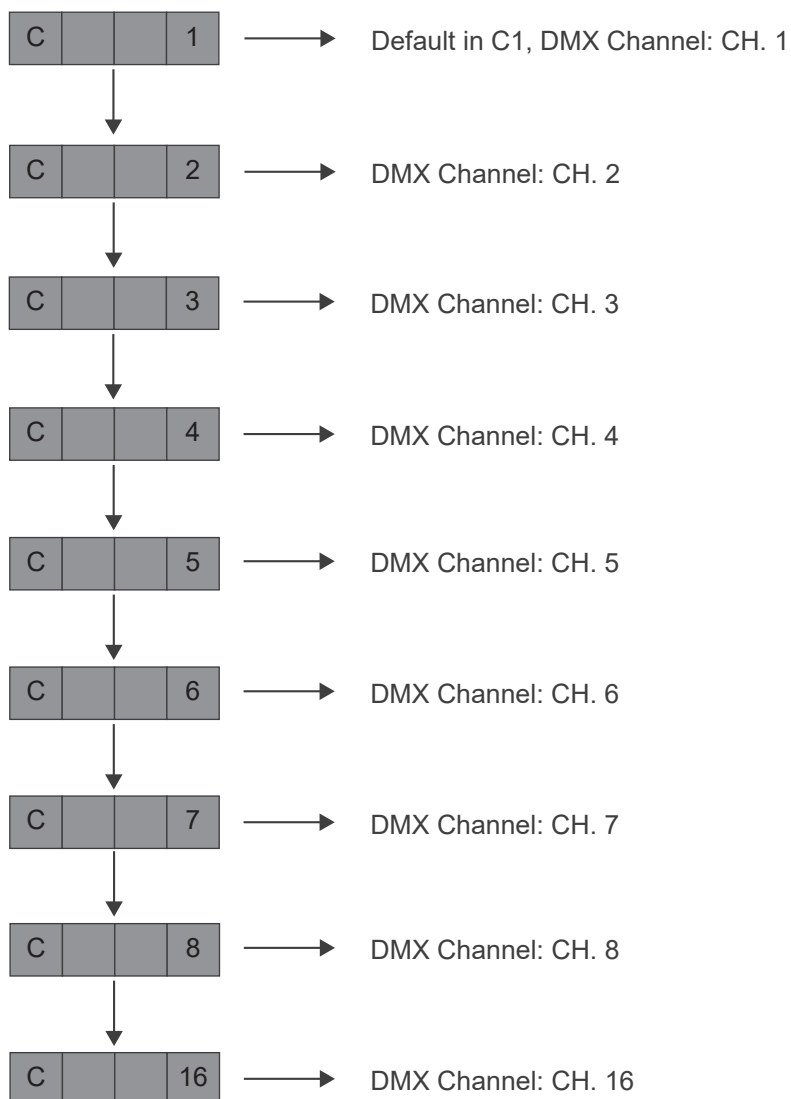 C 1 Default in C1, DMX Channel: CH. 1
C 2 DMX Channel: CH. 2
C 3 DMX Channel: CH. 3
C 4 DMX Channel: CH. 4
C 5 DMX Channel: CH. 5
C 6 DMX Channel: CH. 6
C 7 DMX Channel: CH. 7
C 8 DMX Channel: CH. 8
C 16 DMX Channel: CH. 16